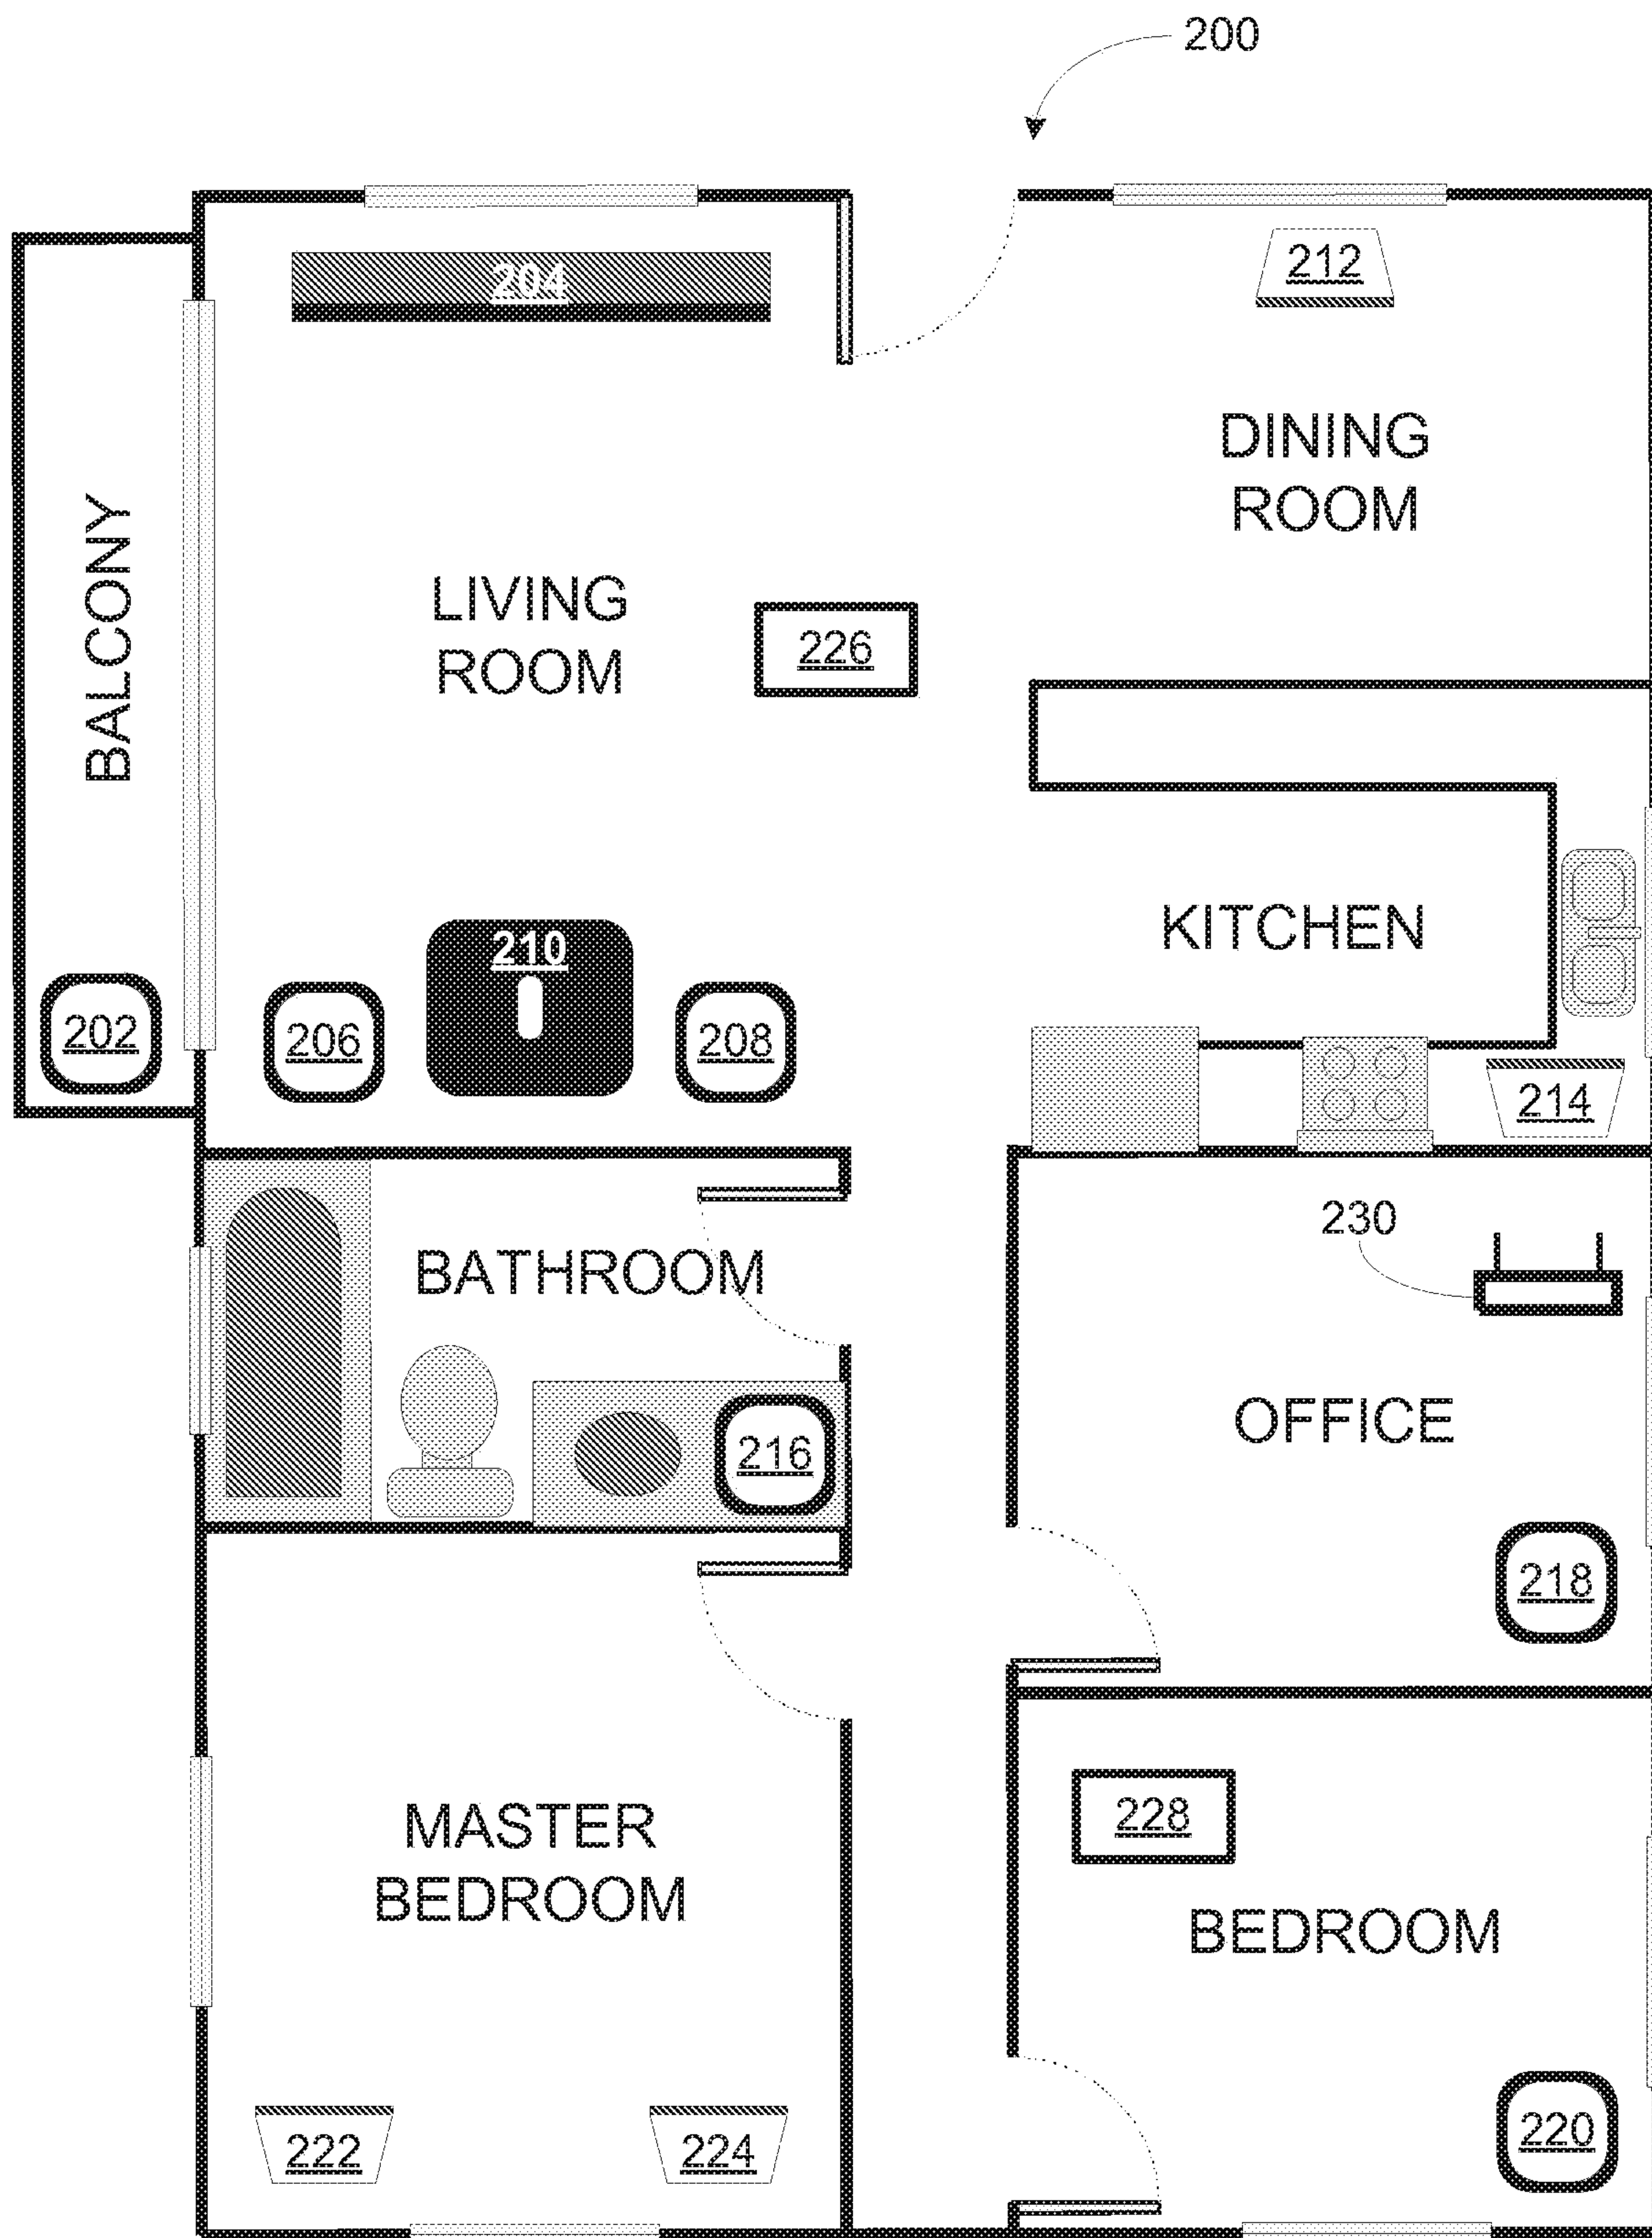 200
204
212
DINING
ROOM
BALCONY
LIVING
ROOM
226
KITCHEN
210
202
206
208
214
230
BATHROOM
OFFICE
216
218
MASTER
BEDROOM
228
BEDROOM
222
224
220